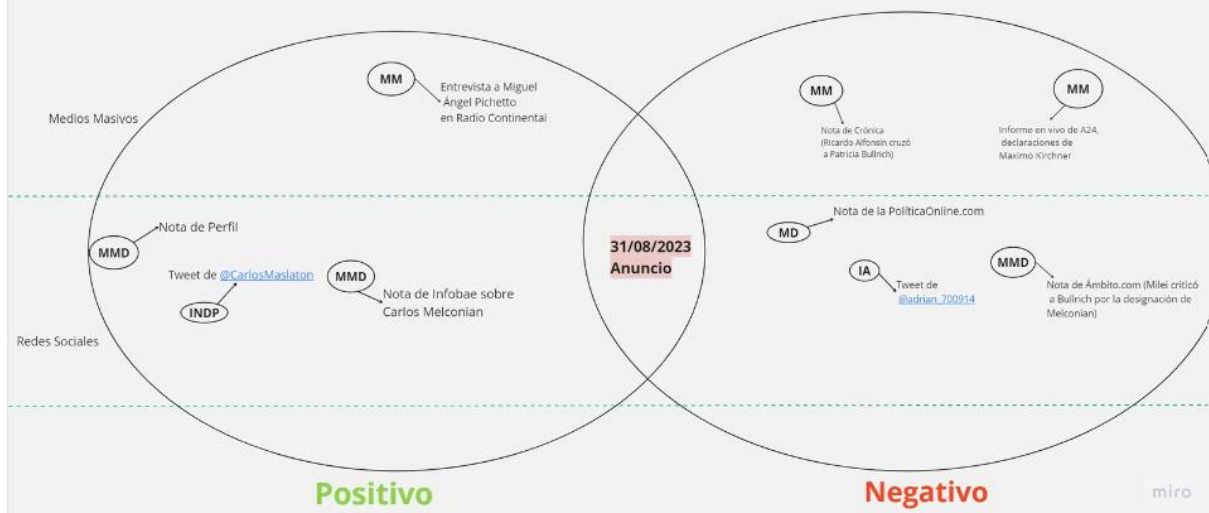 MM
Entrevista a Miguel
Ángel Pichetto
en Radio Continental
Medios Masivos
MM
Nota de Crónica
(Ricardo Alfonsín cruzó
a Patricia Bullrich)
MM
Informe en vivo de A24,
declaraciones de
Maximo Kirchner
MMD
Nota de Perfil
Tweet de @CarlosMaslaton
INDP
MMD
Nota de Infobae sobre
Carlos Melconian
Redes Sociales
31/08/2023
Anuncio
MD
Nota de la PolíticaOnline.com
IA
Tweet de
@adrian_700914
MMD
Nota de Ámbito.com (Milei criticó
a Bullrich por la designación de
Melconian)
Positivo
Negativo
miro